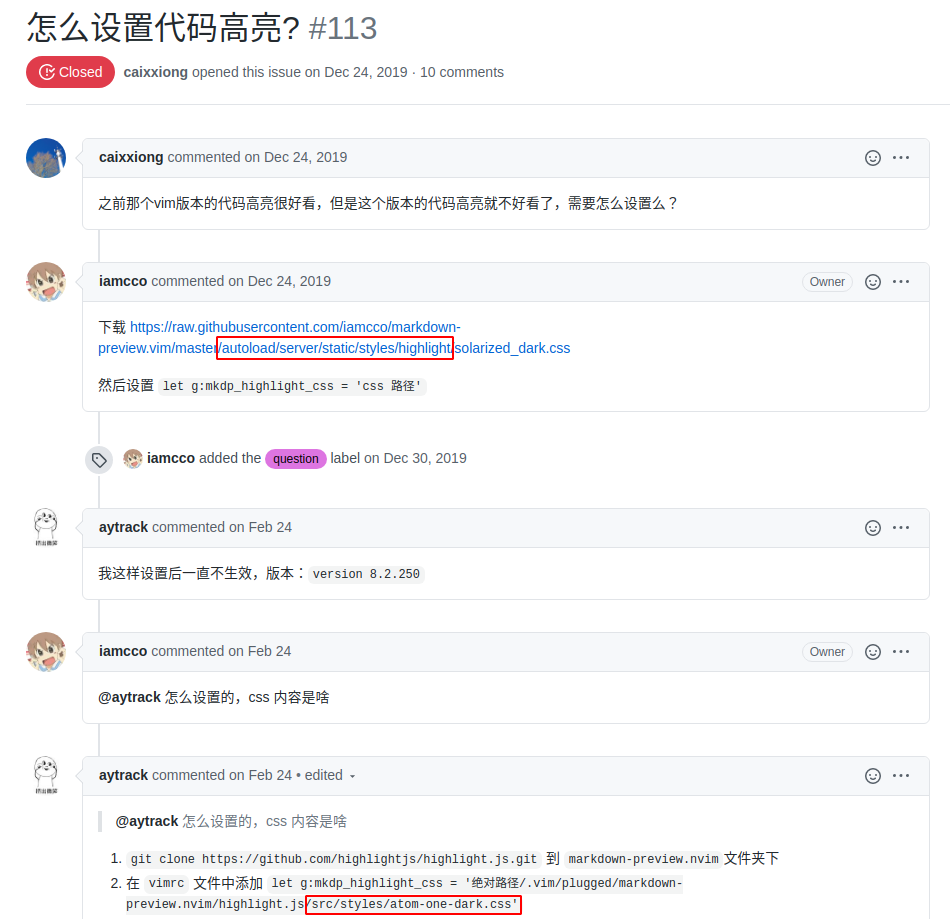 怎么设置代码高亮? #113
Closed caixxiong opened this issue on Dec 24, 2019 · 10 comments
caixxiong commented on Dec 24, 2019
之前那个vim版本的代码高亮很好看，但是这个版本的代码高亮就不好看了，需要怎么设置么？
iamcco commented on Dec 24, 2019 Owner
下载 https://raw.githubusercontent.com/iamcco/markdown-
preview.vim/master/autoload/server/static/styles/highlight/solarized_dark.css
然后设置 let g:mkdp_highlight_css = 'css 路径'
iamcco added the question label on Dec 30, 2019
aytrack commented on Feb 24
我这样设置后一直不生效，版本：version 8.2.250
iamcco commented on Feb 24 Owner
@aytrack 怎么设置的，css 内容是啥
aytrack commented on Feb 24 • edited
@aytrack 怎么设置的，css 内容是啥
1. git clone https://github.com/highlightjs/highlight.js.git 到 markdown-preview.nvim 文件夹下
2. 在 vimrc 文件中添加 let g:mkdp_highlight_css = '绝对路径/.vim/plugged/markdown-
preview.nvim/highlight.js/src/styles/atom-one-dark.css'